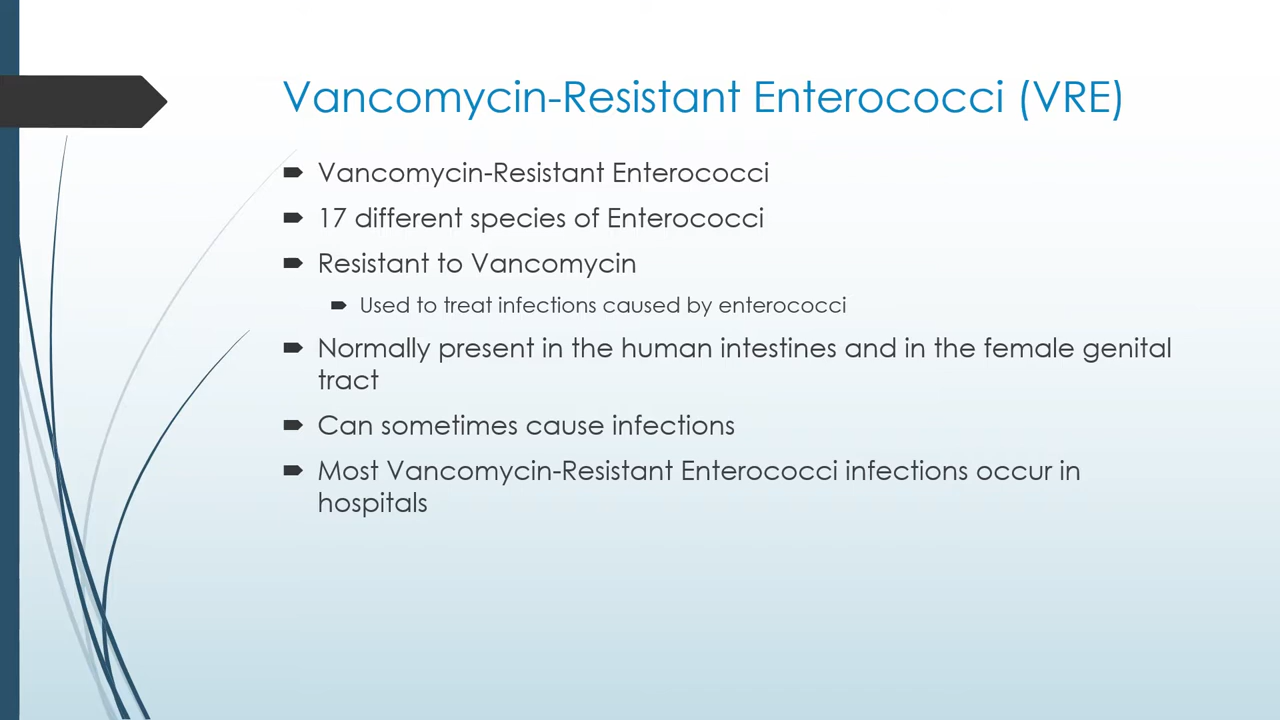 Vancomycin-Resistant Enterococci (VRE)
Vancomycin-Resistant Enterococci
17 different species of Enterococci
Resistant to Vancomycin
Used to treat infections caused by enterococci
Normally present in the human intestines and in the female genital
tract
Can sometimes cause infections
Most Vancomycin-Resistant Enterococci infections occur in
hospitals